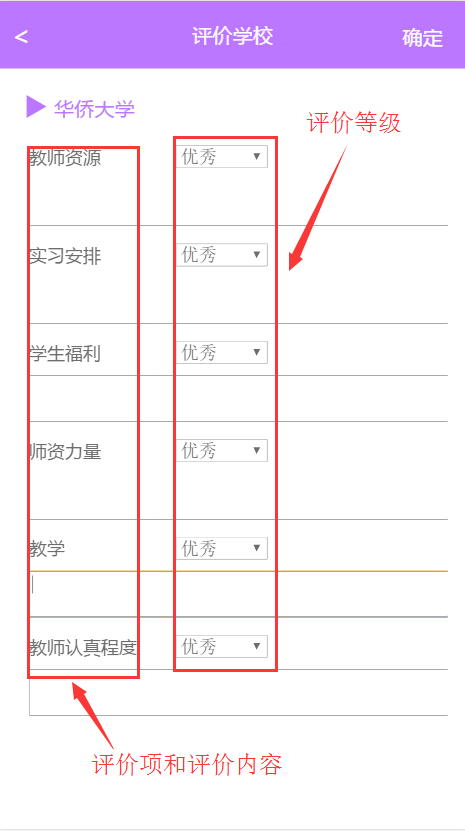 < 评价学校 确定
▶ 华侨大学
评价等级
教师资源 优秀 ▼
实习安排 优秀 ▼
学生福利 优秀 ▼
师资力量 优秀 ▼
教学 优秀 ▼
教师认真程度 优秀 ▼
评价项和评价内容